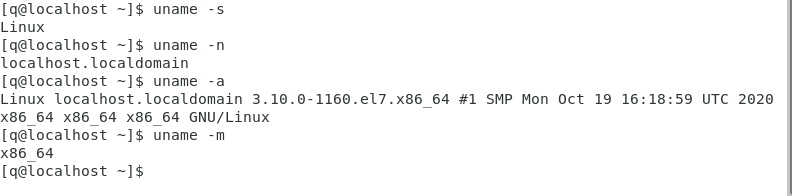 [q@localhost ~]$ uname -s
Linux
[q@localhost ~]$ uname -n
localhost.localdomain
[q@localhost ~]$ uname -a
Linux localhost.localdomain 3.10.0-1160.el7.x86_64 #1 SMP Mon Oct 19 16:18:59 UTC 2020
x86_64 x86_64 x86_64 GNU/Linux
[q@localhost ~]$ uname -m
x86_64
[q@localhost ~]$